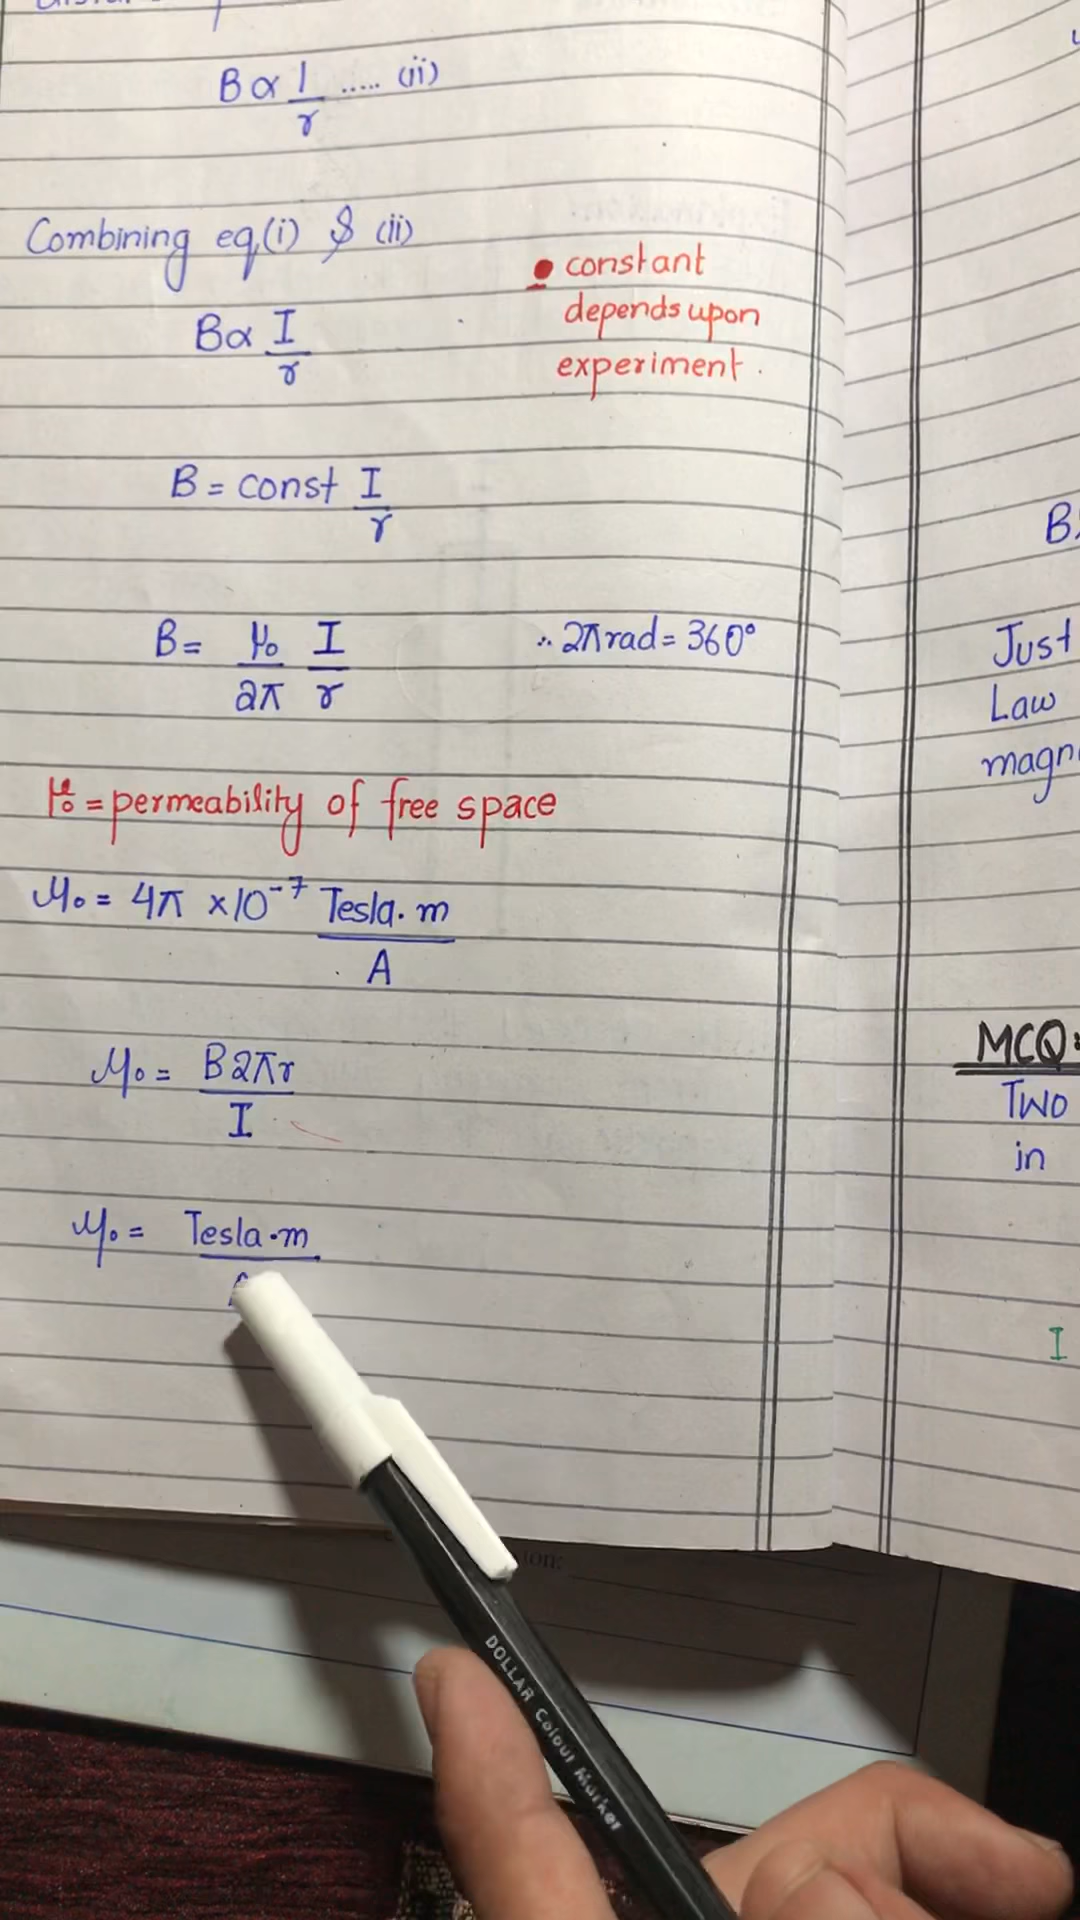 B ∝ 1/r ..... (ii)
Combining eq(i) & (ii)
B ∝ I/r
• constant
depends upon
experiment.
B = const I/r
B = μ₀/2π I/r ∴ 2π rad = 360°
μ₀ = permeability of free space
μ₀ = 4π ×10⁻⁷ Tesla.m/A
μ₀ = B2πr/I
μ₀ = Tesla.m
B
Just
Law
MCQ:
Two
in
I
DOLLAR Colour Marker